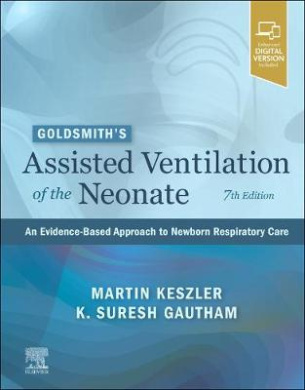 Enhanced
DIGITAL
VERSION
Included
GOLDSMITH'S
Assisted Ventilation
of the Neonate
7th Edition
An Evidence-Based Approach to Newborn Respiratory Care
MARTIN KESZLER
K. SURESH GAUTHAM
ELSEVIER